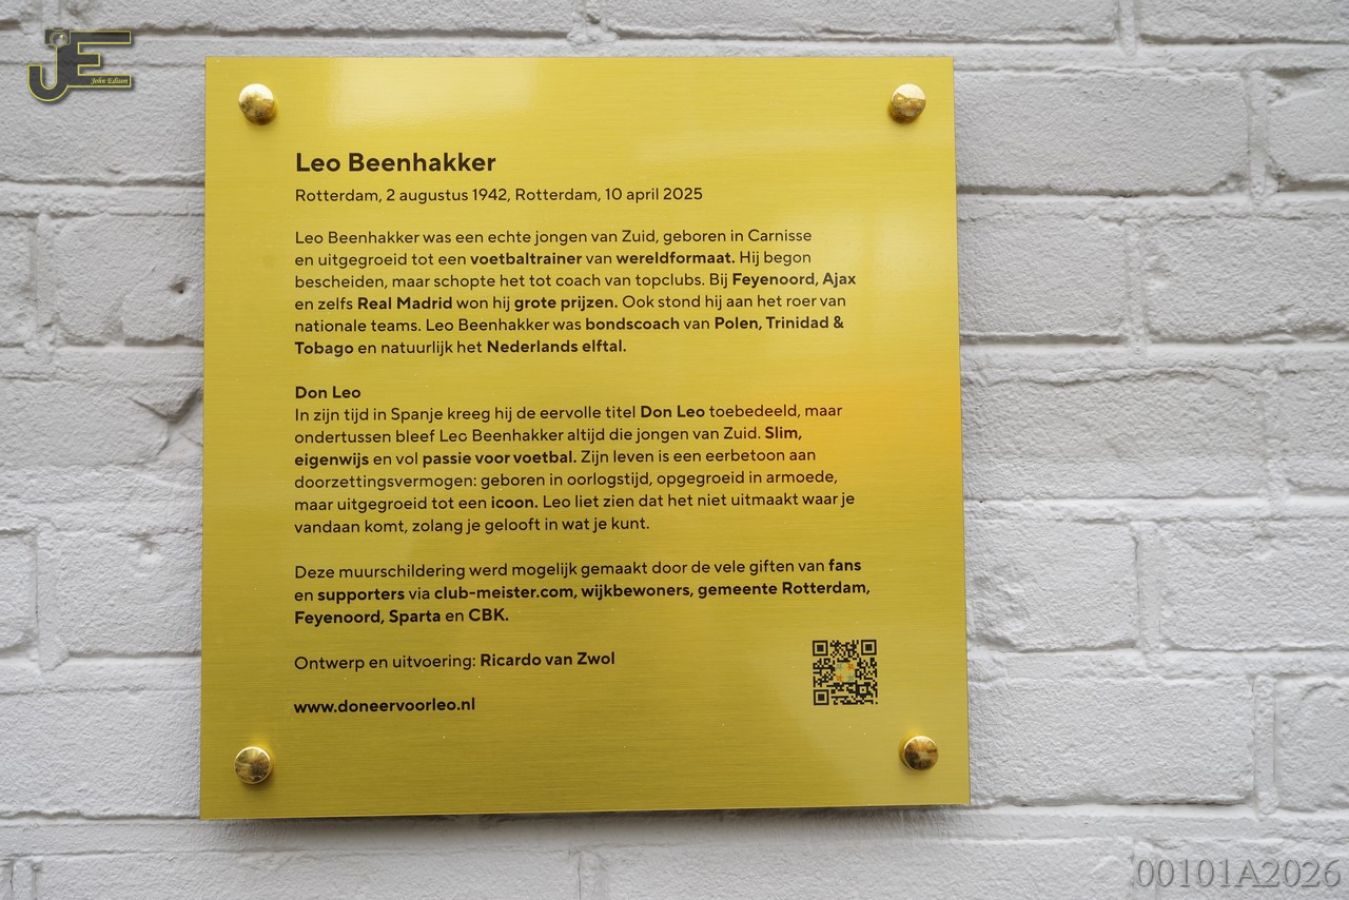 JE
John Edison
Leo Beenhakker
Rotterdam, 2 augustus 1942, Rotterdam, 10 april 2025
Leo Beenhakker was een echte jongen van Zuid, geboren in Carnisse
en uitgegroeid tot een voetbaltrainer van wereldformaat. Hij begon
bescheiden, maar schopte het tot coach van topclubs. Bij Feyenoord, Ajax
en zelfs Real Madrid won hij grote prijzen. Ook stond hij aan het roer van
nationale teams. Leo Beenhakker was bondscoach van Polen, Trinidad &
Tobago en natuurlijk het Nederlands elftal.
Don Leo
In zijn tijd in Spanje kreeg hij de eervolle titel Don Leo toebedeeld, maar
ondertussen bleef Leo Beenhakker altijd die jongen van Zuid. Slim,
eigenwijs en vol passie voor voetbal. Zijn leven is een eerbetoon aan
doorzettingsvermogen: geboren in oorlogstijd, opgegroeid in armoede,
maar uitgegroeid tot een icoon. Leo liet zien dat het niet uitmaakt waar je
vandaan komt, zolang je gelooft in wat je kunt.
Deze muurschildering werd mogelijk gemaakt door de vele giften van fans
en supporters via club-meister.com, wijkbewoners, gemeente Rotterdam,
Feyenoord, Sparta en CBK.
Ontwerp en uitvoering: Ricardo van Zwol
www.doneervoorleo.nl
00101A2026